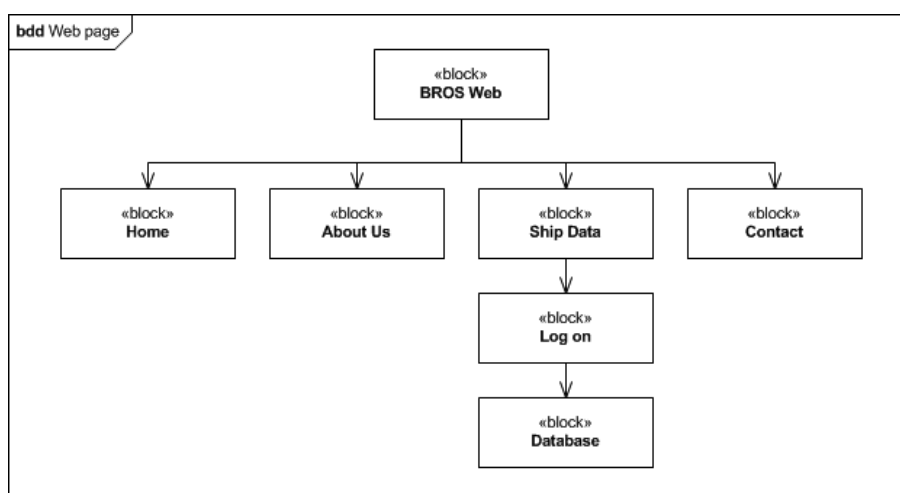 bdd Web page
«block»
BROS Web
«block»
Home
«block»
About Us
«block»
Ship Data
«block»
Contact
«block»
Log on
«block»
Database